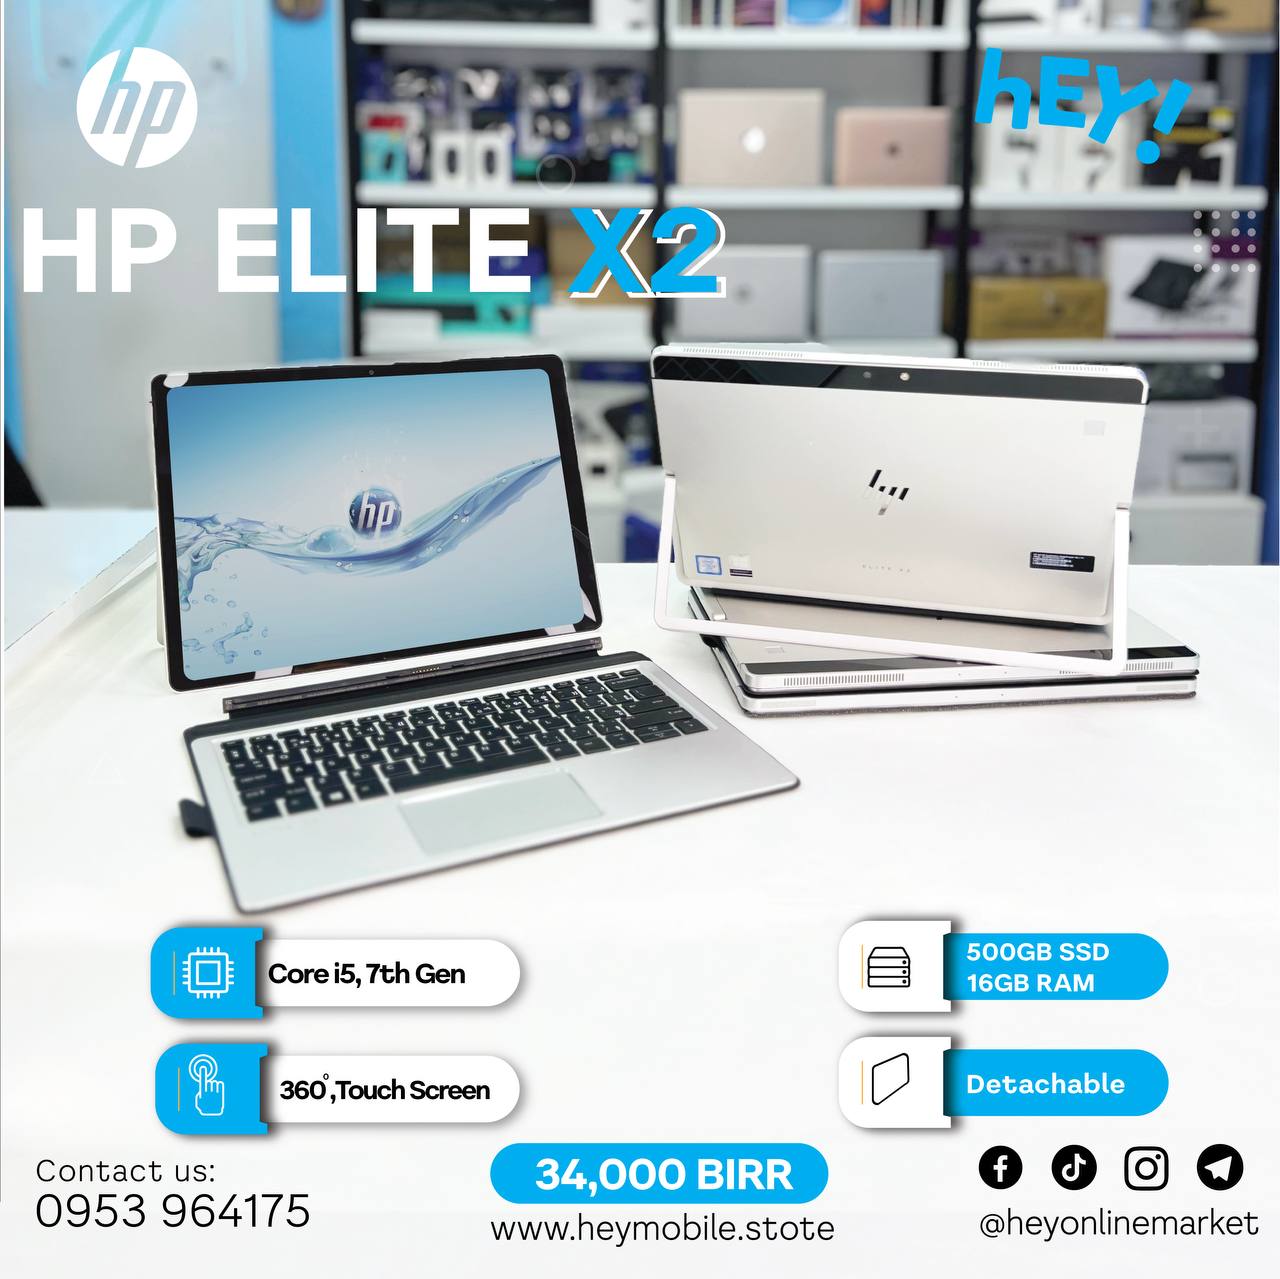 hp
hEY!
HP ELITE X2
hp
hp
ELITE X2
Core i5, 7th Gen
500GB SSD
16GB RAM
360°,Touch Screen
Detachable
Contact us:
0953 964175
34,000 BIRR
www.heymobile.stote
@heyonlinemarket